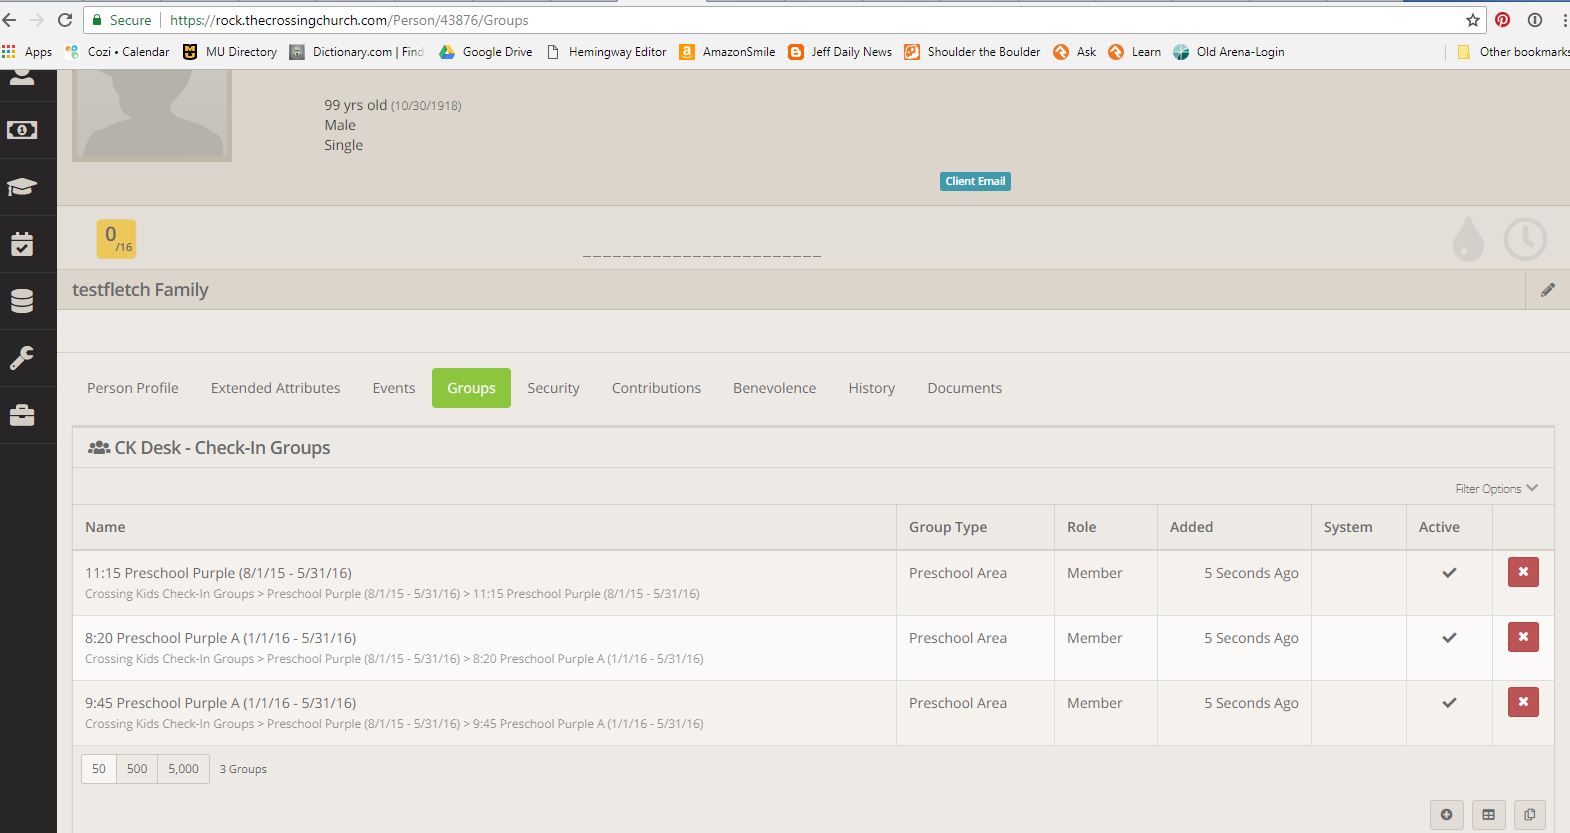 Secure https://rock.thecrossingchurch.com/Person/43876/Groups
Apps Cozi • Calendar MU Directory Dictionary.com | Find Google Drive Hemingway Editor AmazonSmile Jeff Daily News Shoulder the Boulder Ask Learn Old Arena-Login Other bookmarks
99 yrs old (10/30/1918)
Male
Single
Client Email
0/16
testfletch Family
Person Profile Extended Attributes Events Groups Security Contributions Benevolence History Documents
CK Desk - Check-In Groups
Filter Options
Name Group Type Role Added System Active
11:15 Preschool Purple (8/1/15 - 5/31/16) Preschool Area Member 5 Seconds Ago
Crossing Kids Check-In Groups > Preschool Purple (8/1/15 - 5/31/16) > 11:15 Preschool Purple (8/1/15 - 5/31/16)
8:20 Preschool Purple A (1/1/16 - 5/31/16) Preschool Area Member 5 Seconds Ago
Crossing Kids Check-In Groups > Preschool Purple (8/1/15 - 5/31/16) > 8:20 Preschool Purple A (1/1/16 - 5/31/16)
9:45 Preschool Purple A (1/1/16 - 5/31/16) Preschool Area Member 5 Seconds Ago
Crossing Kids Check-In Groups > Preschool Purple (8/1/15 - 5/31/16) > 9:45 Preschool Purple A (1/1/16 - 5/31/16)
50 500 5,000 3 Groups